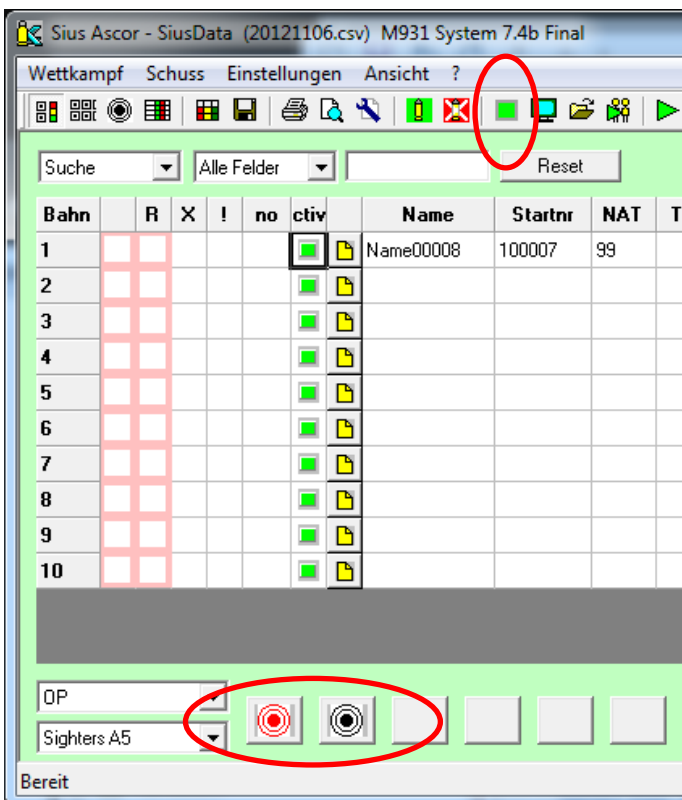 Sius Ascor - SiusData (20121106.csv) M931 System 7.4b Final
Wettkampf Schuss Einstellungen Ansicht ?
Suche Alle Felder Reset
Bahn R X ! no ctiv Name Startnr NAT T
1 Name00008 100007 99
2
3
4
5
6
7
8
9
10
OP
Sighters A5
Bereit